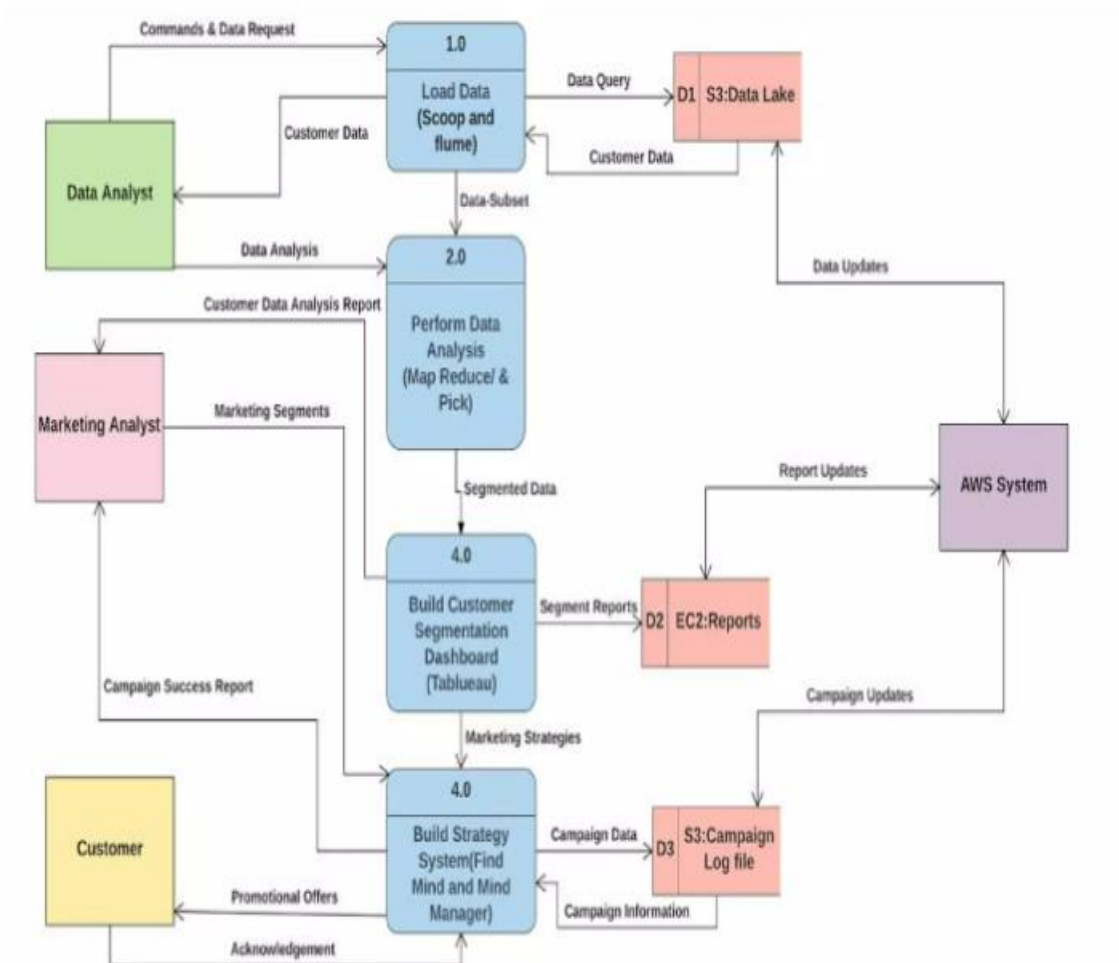 Commands & Data Request
1.0
Load Data
(Scoop and
flume)
Data Query
D1
S3:Data Lake
Customer Data
Customer Data
Data Analyst
Data-Subset
Data Analysis
2.0
Perform Data
Analysis
(Map Reduce/ &
Pick)
Data Updates
Customer Data Analysis Report
Marketing Analyst
Marketing Segments
Report Updates
AWS System
Segmented Data
4.0
Build Customer
Segmentation
Dashboard
(Tablueau)
Segment Reports
D2
EC2:Reports
Campaign Success Report
Campaign Updates
Marketing Strategies
4.0
Build Strategy
System(Find
Mind and Mind
Manager)
Campaign Data
D3
S3:Campaign
Log file
Customer
Promotional Offers
Campaign Information
Acknowledgement